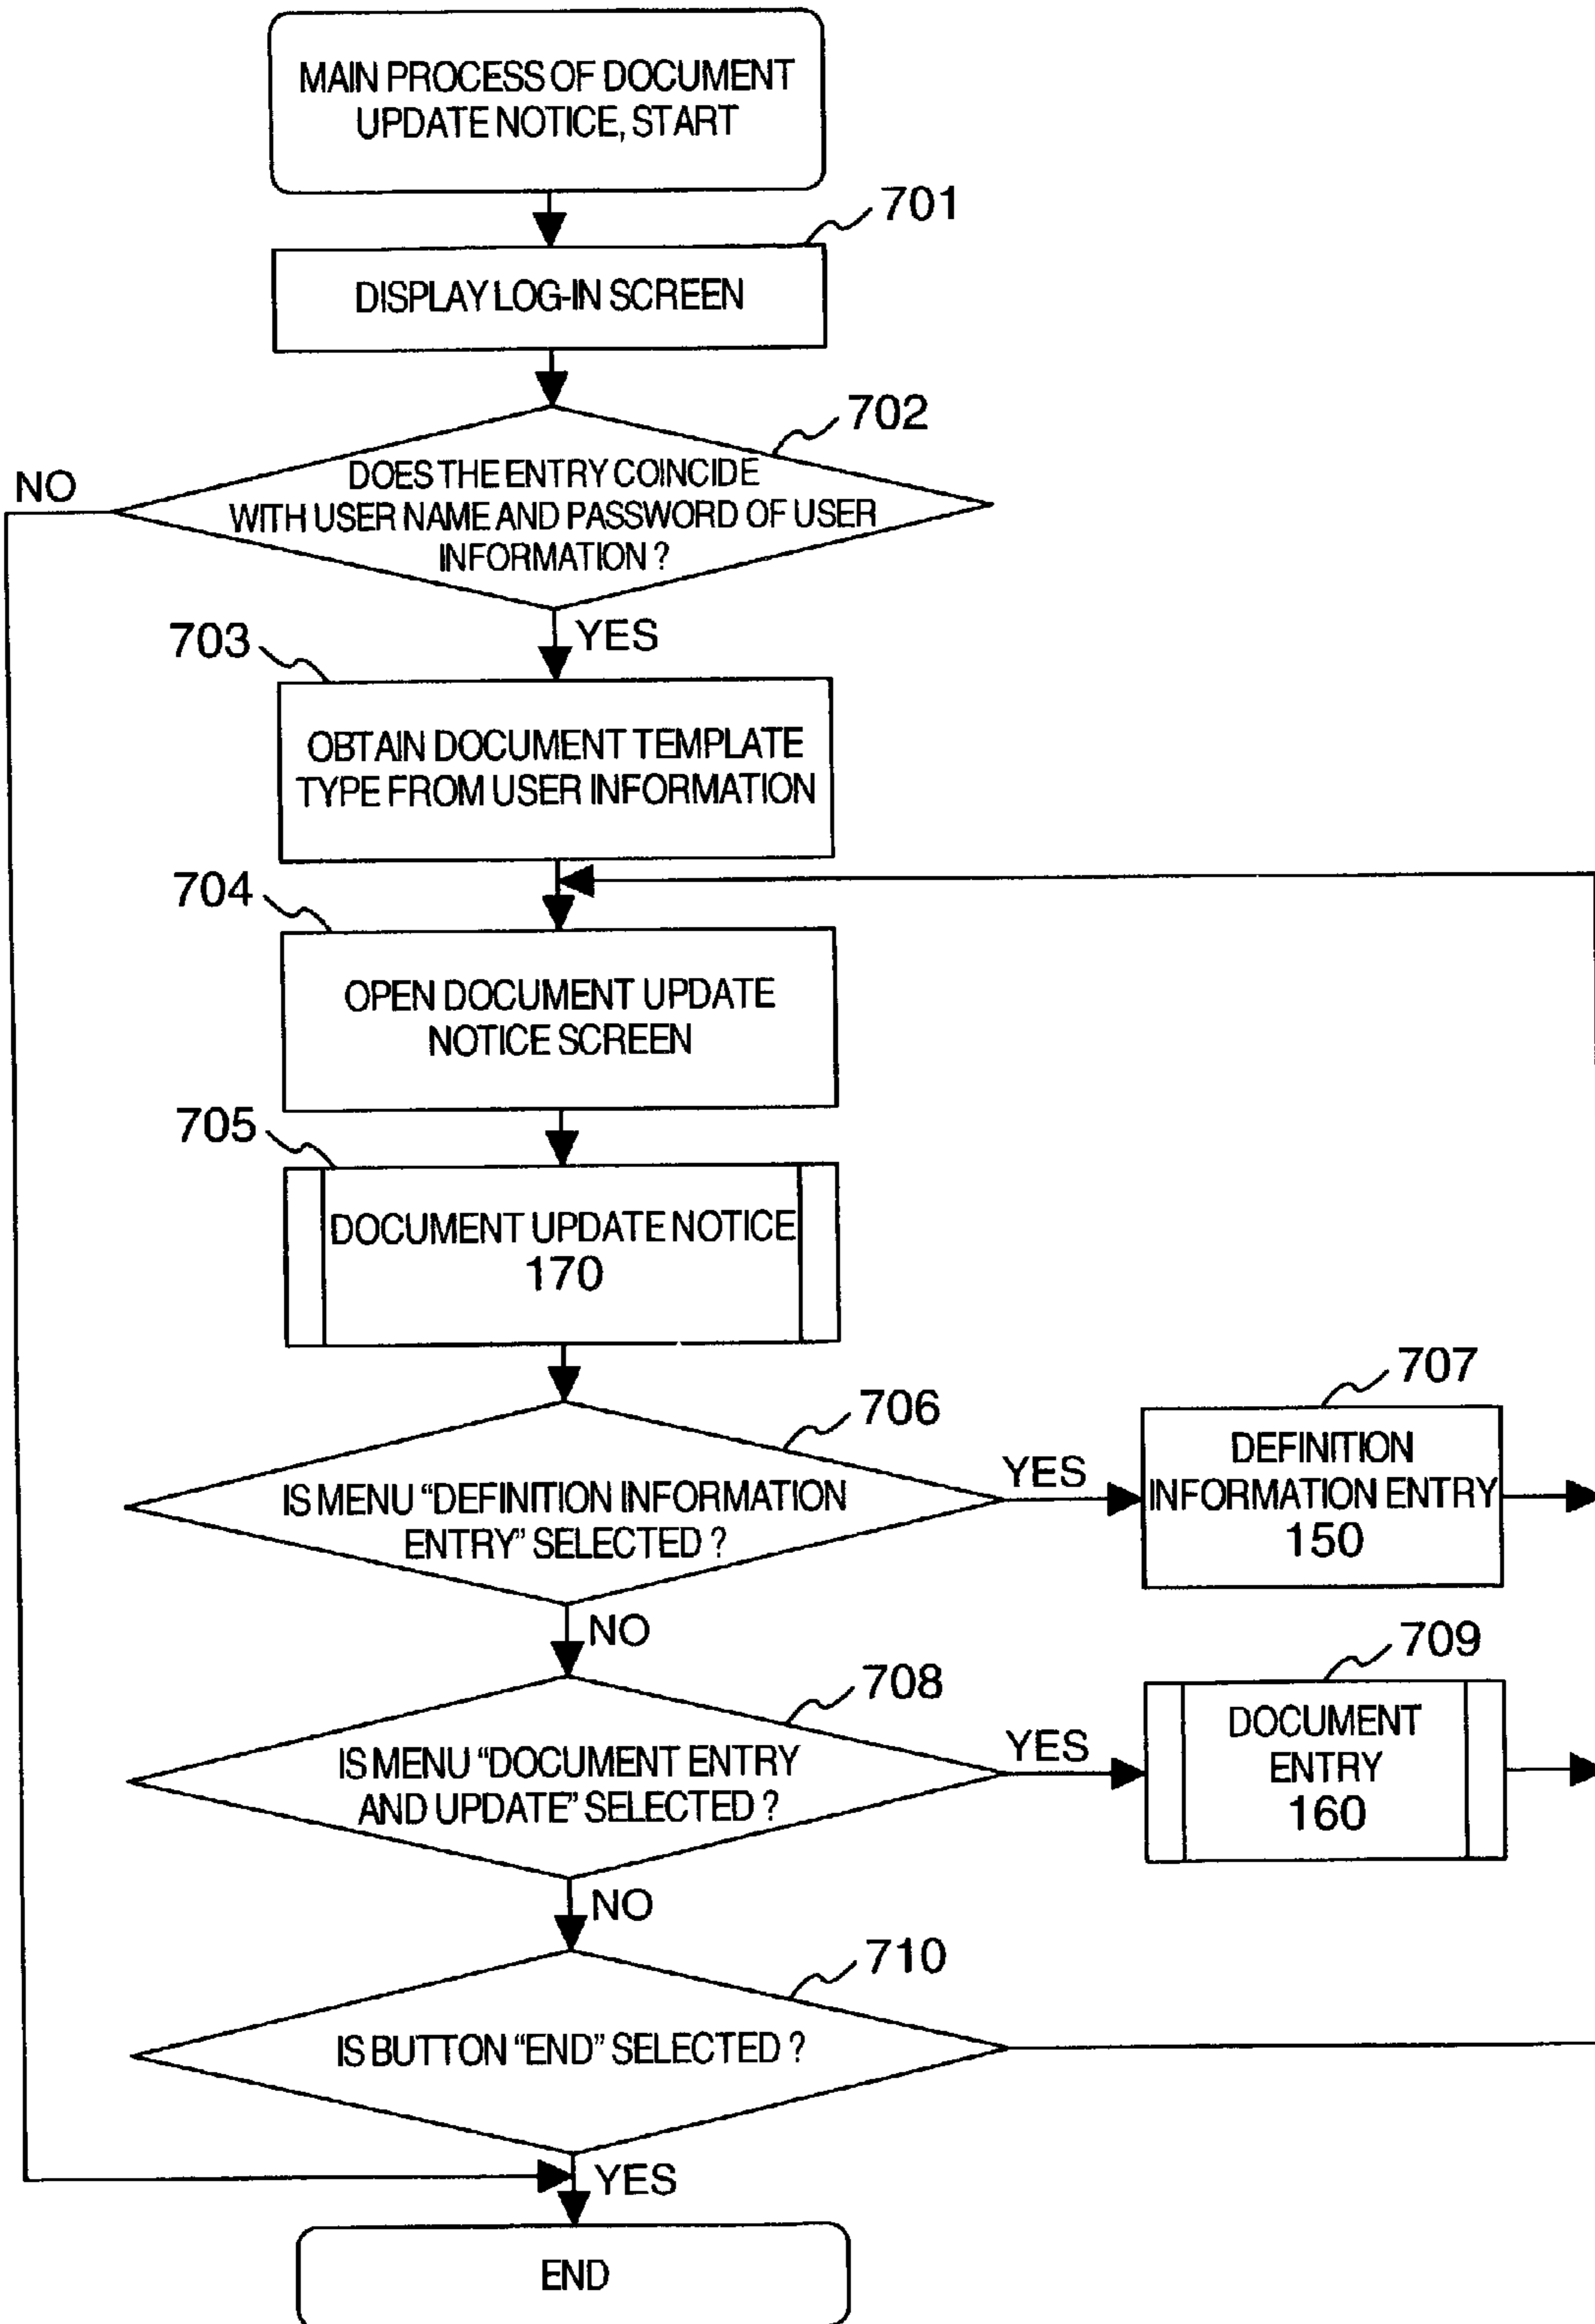 MAIN PROCESS OF DOCUMENT
UPDATE NOTICE, START
701
DISPLAY LOG-IN SCREEN
702
DOES THE ENTRY COINCIDE
WITH USER NAME AND PASSWORD OF USER
INFORMATION ?
NO
YES
703
OBTAIN DOCUMENT TEMPLATE
TYPE FROM USER INFORMATION
704
OPEN DOCUMENT UPDATE
NOTICE SCREEN
705
DOCUMENT UPDATE NOTICE
170
706
IS MENU “DEFINITION INFORMATION
ENTRY” SELECTED ?
YES
707
DEFINITION
INFORMATION ENTRY
150
NO
708
IS MENU “DOCUMENT ENTRY
AND UPDATE” SELECTED ?
YES
709
DOCUMENT
ENTRY
160
NO
710
IS BUTTON “END” SELECTED ?
YES
END